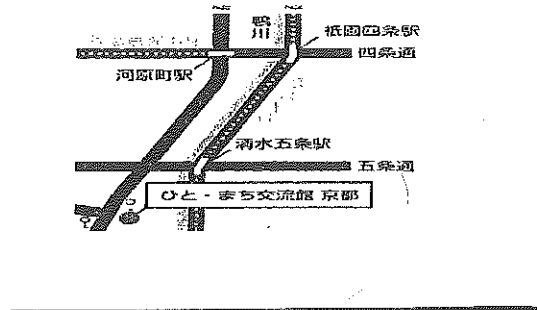 鴨川
祇園四条駅
四条通
河原町駅
清水五条駅
五条通
ひと・まち交流館 京都